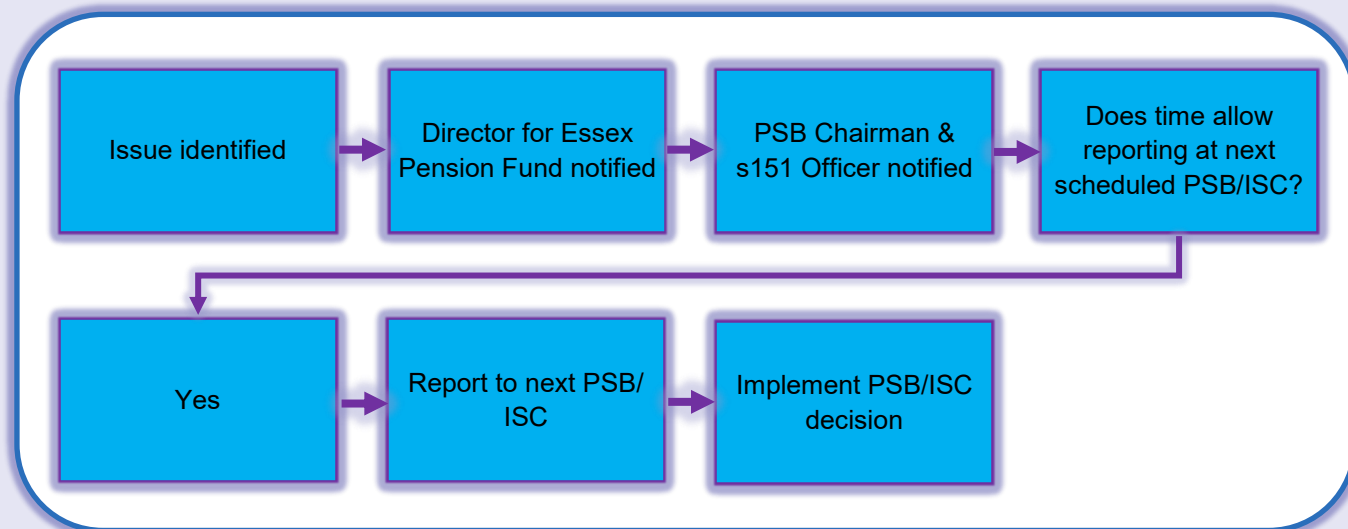 Issue identified
Director for Essex
Pension Fund notified
PSB Chairman &
s151 Officer notified
Does time allow
reporting at next
scheduled PSB/ISC?
Yes
Report to next PSB/
ISC
Implement PSB/ISC
decision